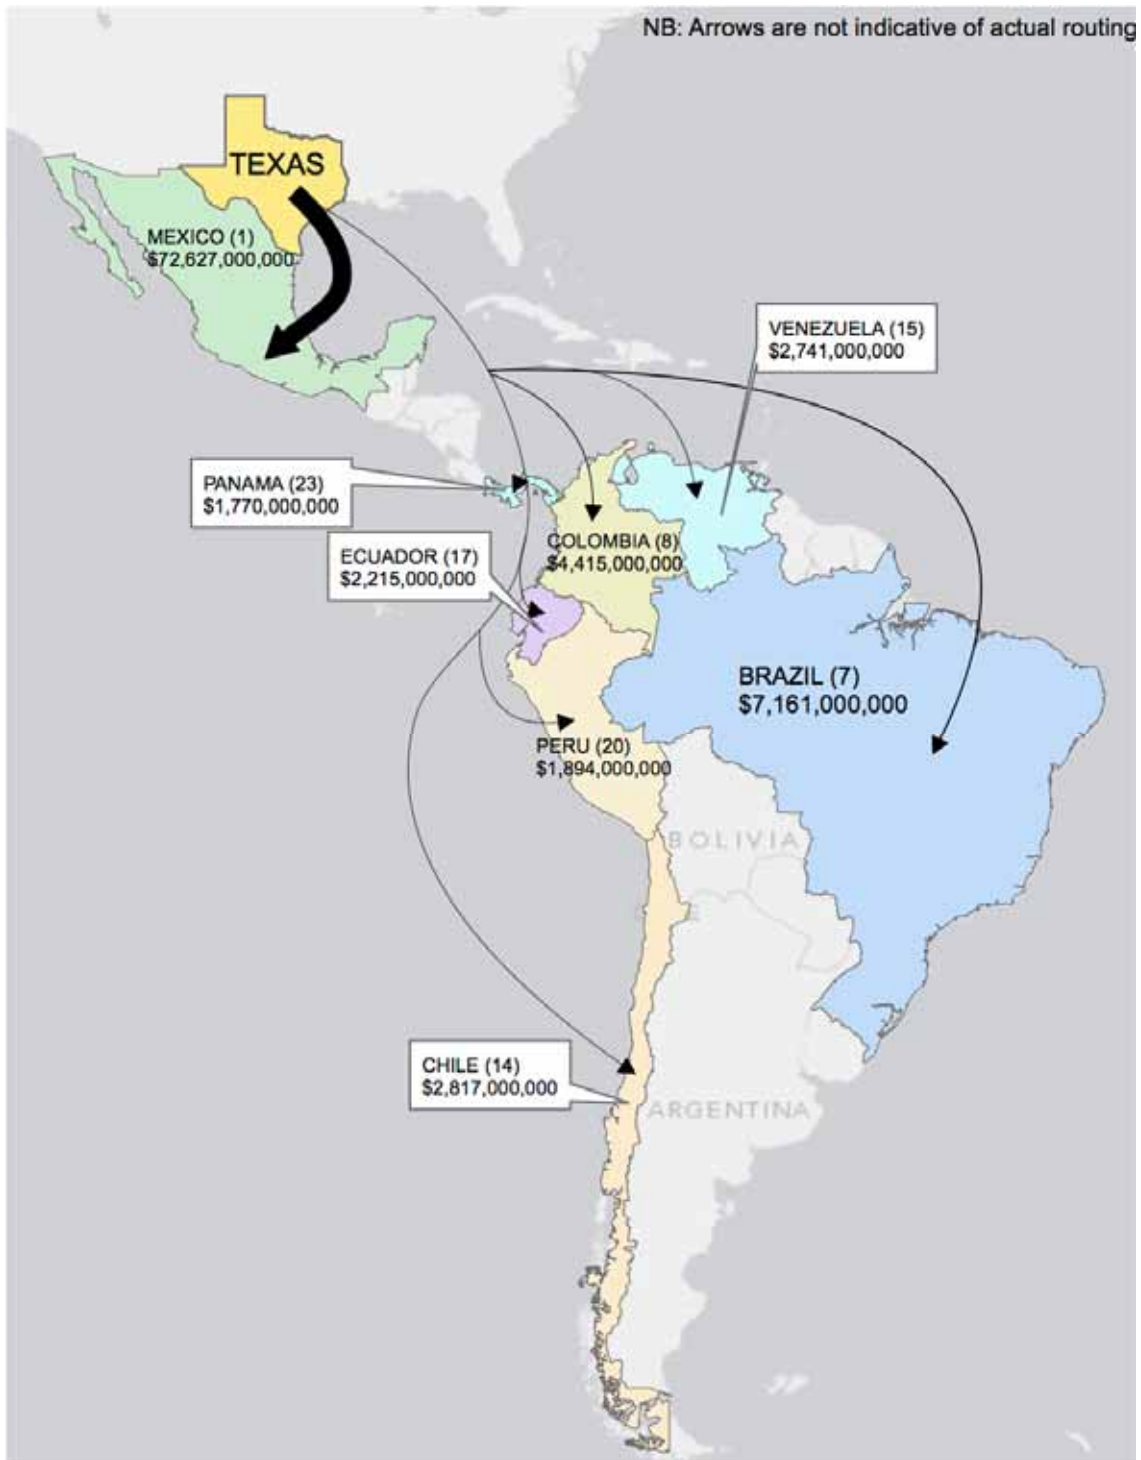 NB: Arrows are not indicative of actual routing
TEXAS
MEXICO (1)
$72,627,000,000
VENEZUELA (15)
$2,741,000,000
PANAMA (23)
$1,770,000,000
ECUADOR (17)
$2,215,000,000
COLOMBIA (8)
$4,415,000,000
BRAZIL (7)
$7,161,000,000
PERU (20)
$1,894,000,000
BOLIVIA
CHILE (14)
$2,817,000,000
ARGENTINA